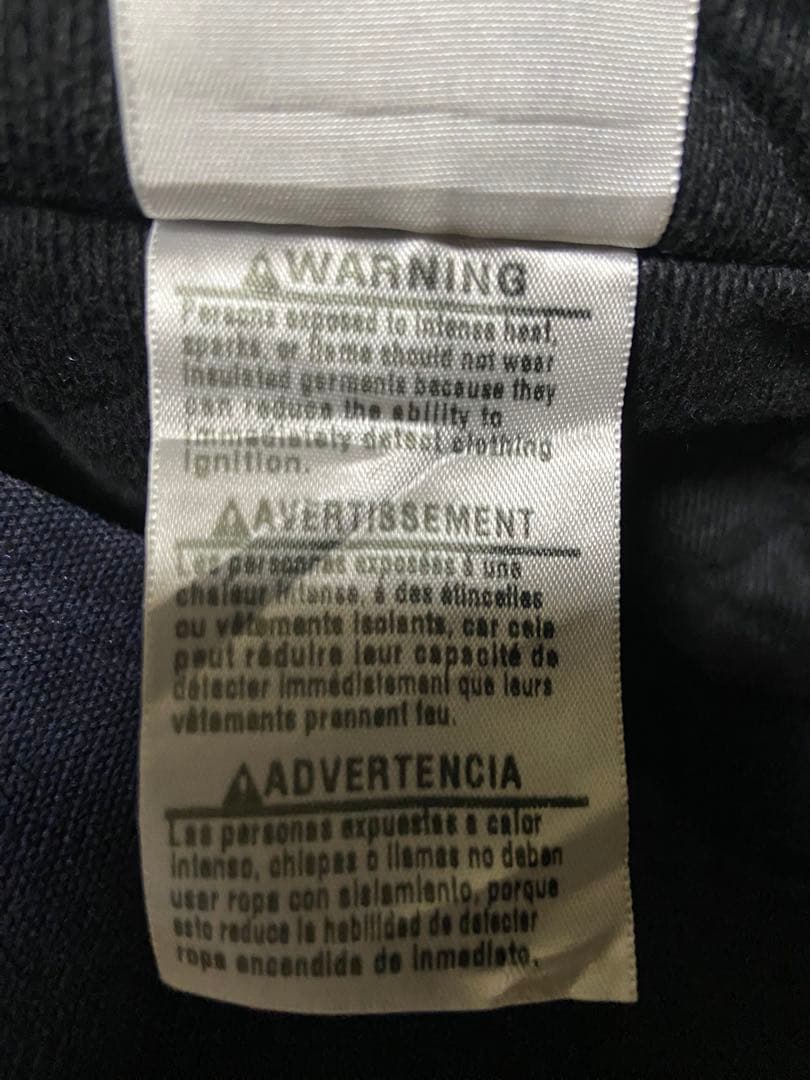 WARNING
Persons exposed to intense heat,
sparks, or flame should not wear
insulated garments because they
can reduce the ability to
immediately detect clothing
ignition.
AVERTISSEMENT
Les personnes exposées à une
chaleur intense, à des étincelles
ou vêtements isolants, car cela
peut réduire leur capacité de
détecter immédiatement que leurs
vêtements prennent feu.
ADVERTENCIA
Las personas expuestas a calor
intenso, chispas o llamas no deben
usar ropa con aislamiento, porque
esto reduce la habilidad de detectar
ropa encendida de inmediato.